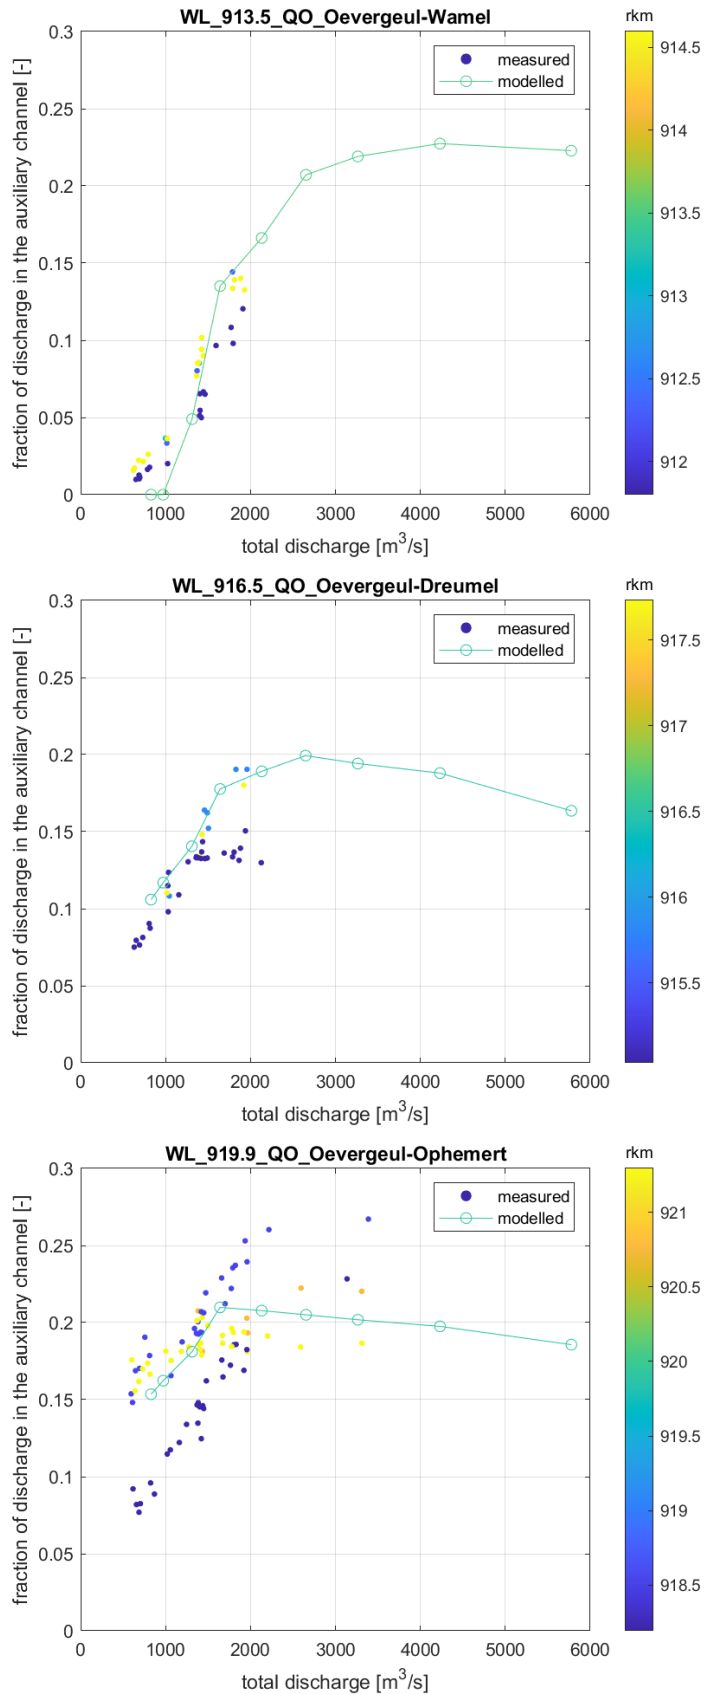 WL_913.5_QO_Oevergeul-Wamel
rkm
measured
modelled
fraction of discharge in the auxiliary channel [-]
0.3
0.25
0.2
0.15
0.1
0.05
0
0 1000 2000 3000 4000 5000 6000
total discharge [m³/s]
914.5
914
913.5
913
912.5
912
WL_916.5_QO_Oevergeul-Dreumel
rkm
measured
modelled
fraction of discharge in the auxiliary channel [-]
0.3
0.25
0.2
0.15
0.1
0.05
0
0 1000 2000 3000 4000 5000 6000
total discharge [m³/s]
917.5
917
916.5
916
915.5
WL_919.9_QO_Oevergeul-Ophemert
rkm
measured
modelled
fraction of discharge in the auxiliary channel [-]
0.3
0.25
0.2
0.15
0.1
0.05
0
0 1000 2000 3000 4000 5000 6000
total discharge [m³/s]
921
920.5
920
919.5
919
918.5